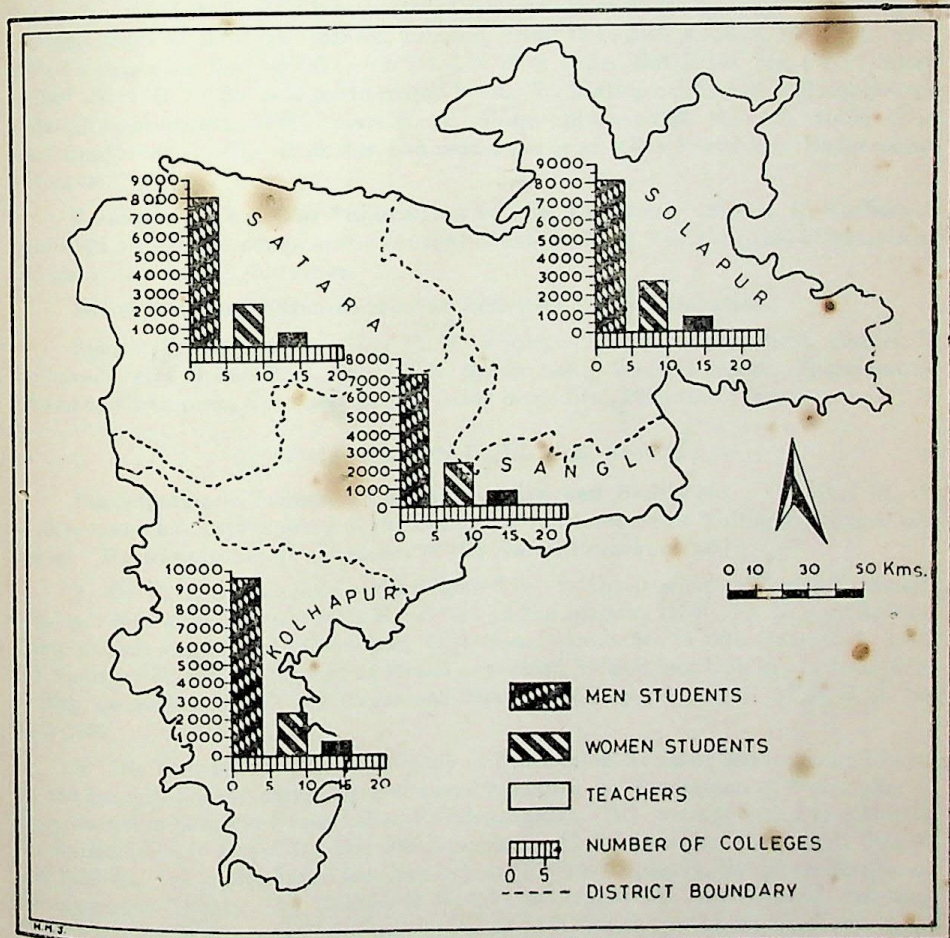 9000
8000
7000
6000
5000
4000
3000
2000
1000
0
0 5 10 15 20
SATARA
9000
8000
7000
6000
5000
4000
3000
2000
1000
0
0 5 10 15 20
SOLAPUR
8000
7000
6000
5000
4000
3000
2000
1000
0
0 5 10 15 20
SANGLI
10000
9000
8000
7000
6000
5000
4000
3000
2000
1000
0
0 5 10 15 20
KOLHAPUR
0 10 30 50 Kms.
MEN STUDENTS
WOMEN STUDENTS
TEACHERS
NUMBER OF COLLEGES
0 5
DISTRICT BOUNDARY
H.M.J.